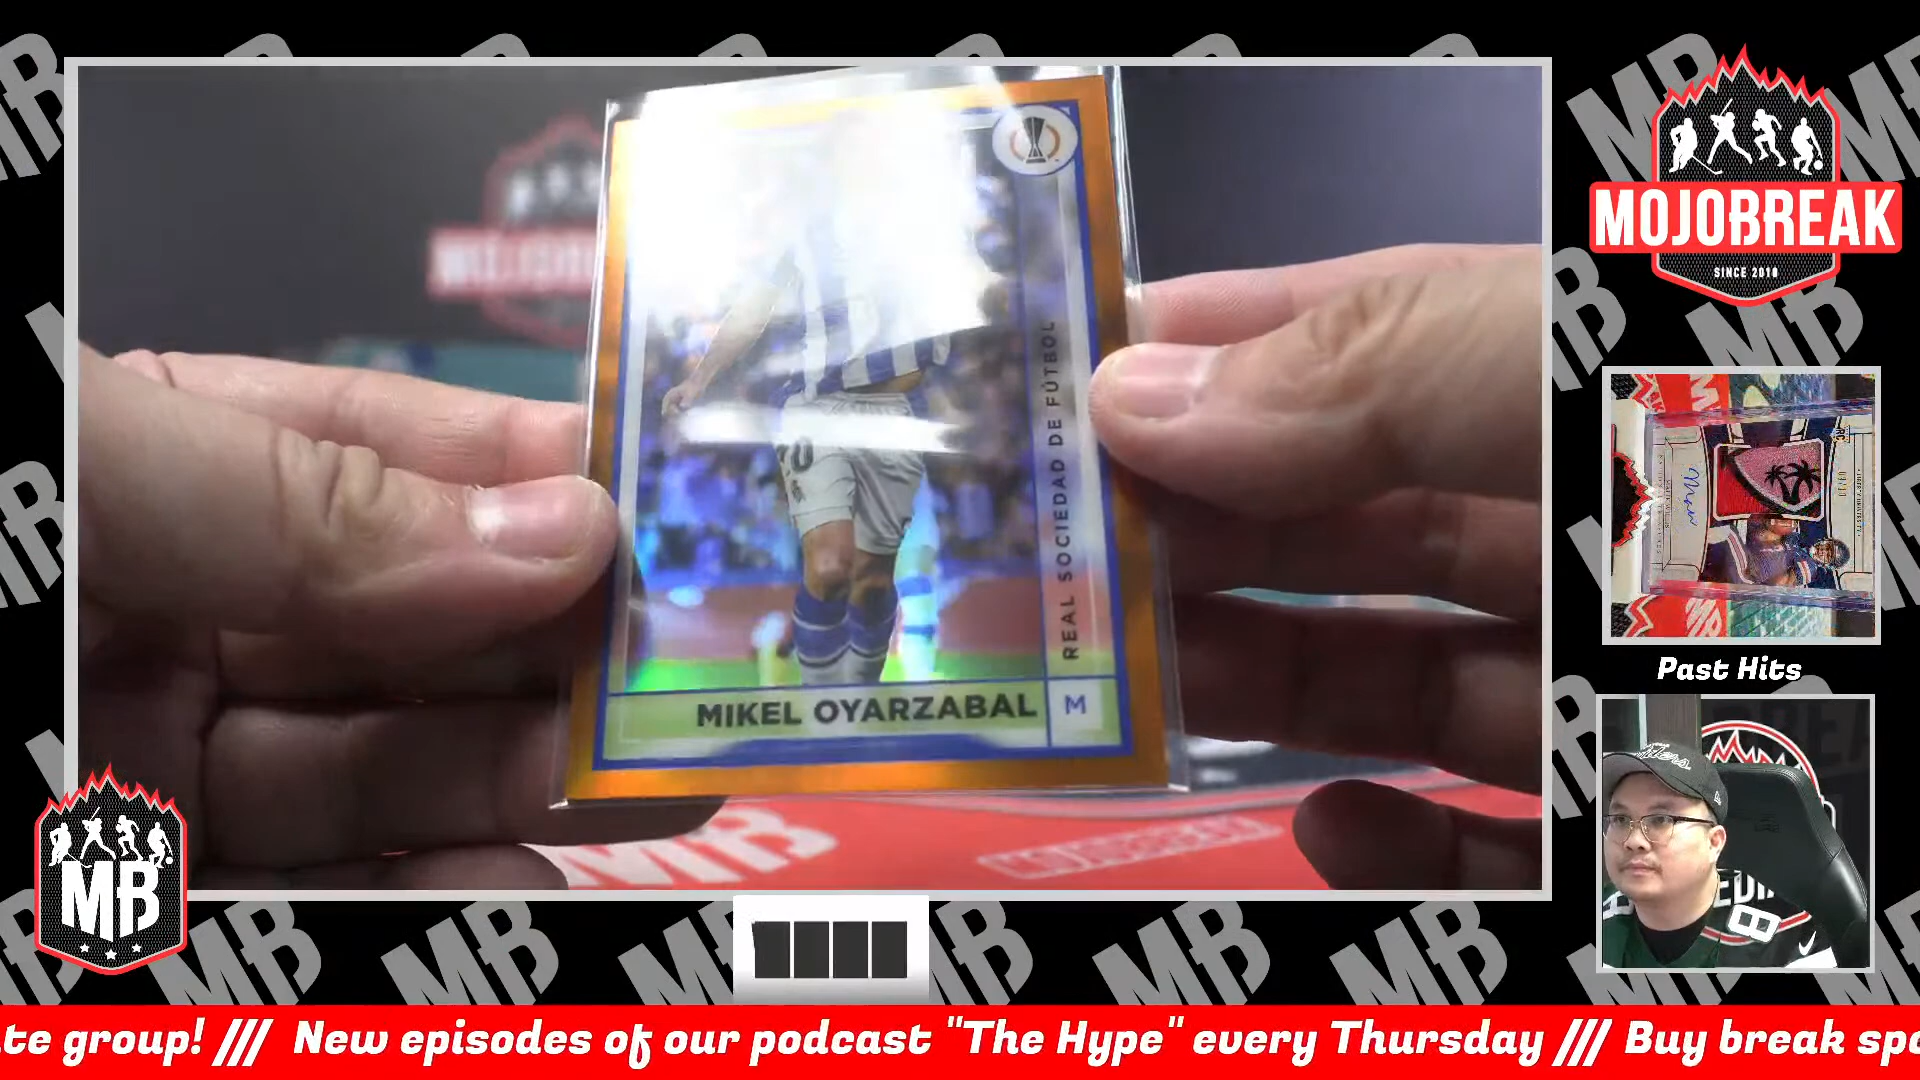 MOJOBREAK
SINCE 2010
REAL SOCIEDAD DE FÚTBOL
MIKEL OYARZABAL
M
Past Hits
MB
MB
te group! /// New episodes of our podcast "The Hype" every Thursday /// Buy break spo